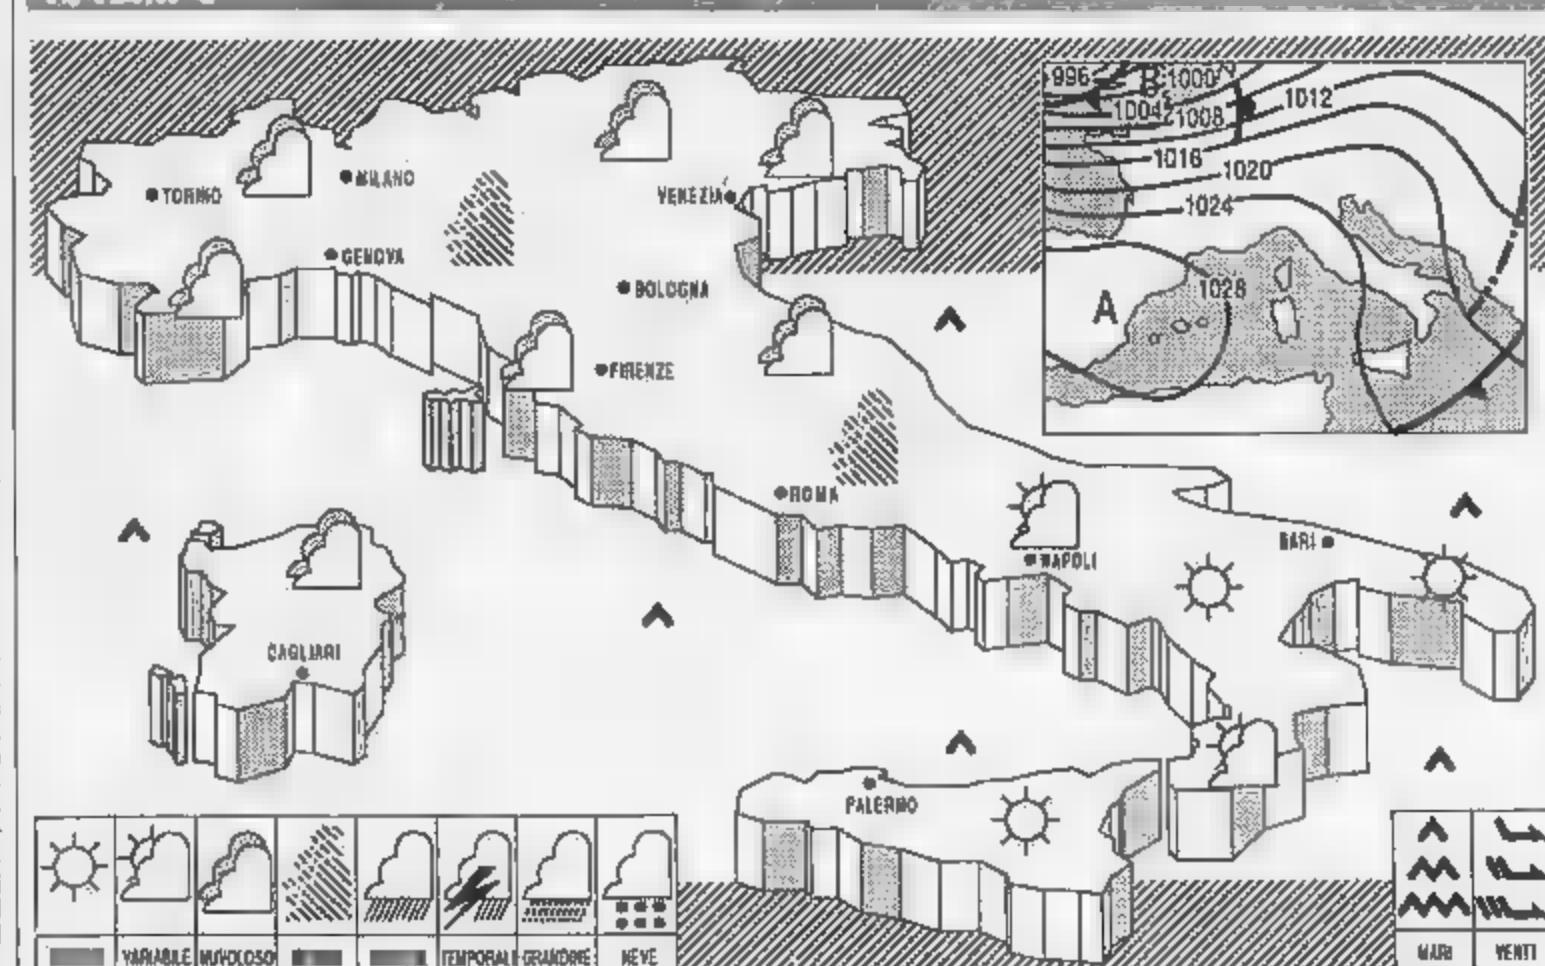 996
B
1000
1004
1008
1012
1016
1020
1024
1028
A
TORINO
MILANO
VENEZIA
GENOVA
BOLOGNA
FIRENZE
ROMA
NAPOLI
BARI
CAGLIARI
PALERMO
VARIABILE
NUVOLOSO
TEMPORALI
GRANDINE
NEVE
MARI
VENTI